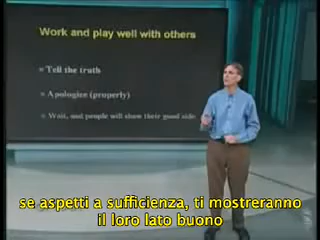 Work and play well with others
Tell the truth
Apologize (properly)
Wait, and people will show their good side
se aspetti a sufficienza, ti mostreranno
il loro lato buono